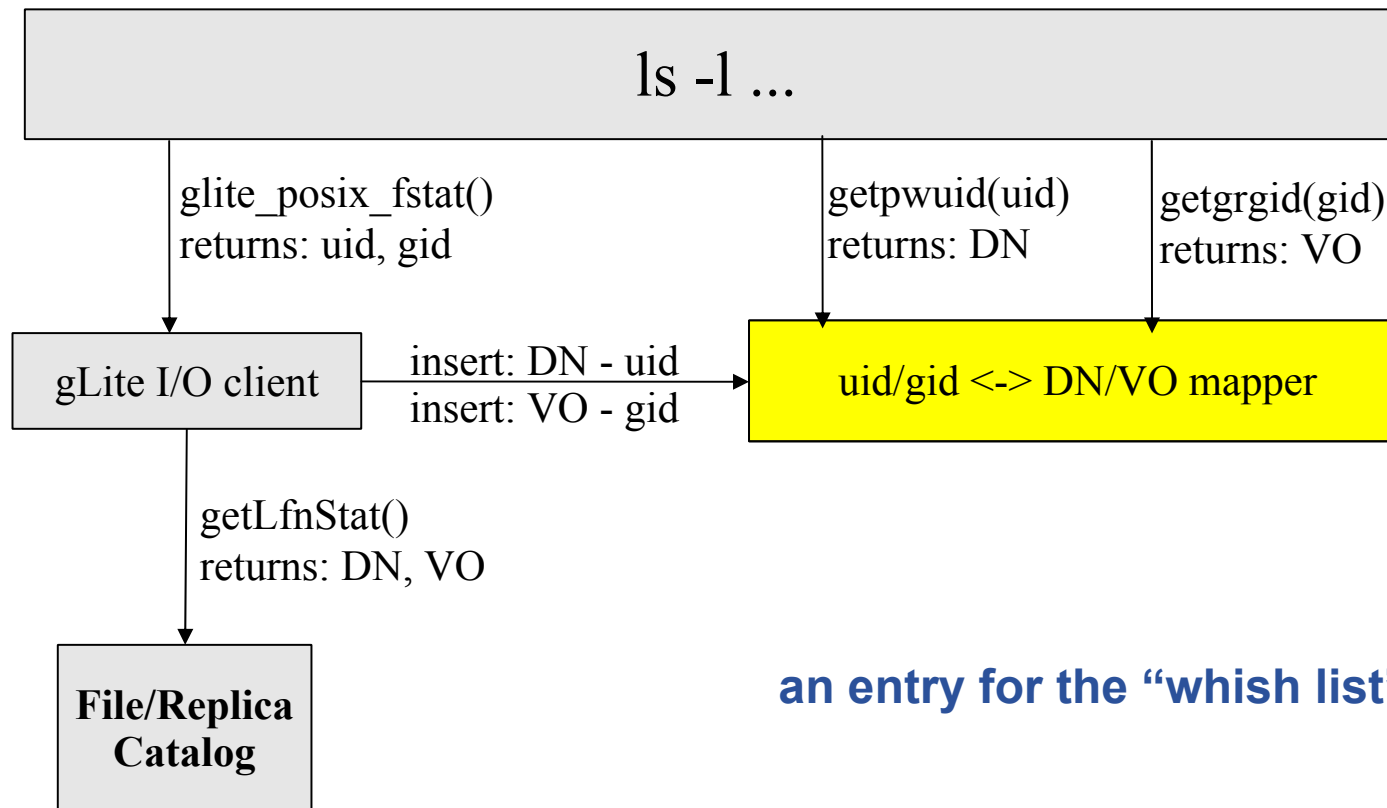 ls -l ...
glite_posix_fstat()
returns: uid, gid
getpwuid(uid)
returns: DN
getgrgid(gid)
returns: VO
gLite I/O client
insert: DN - uid
insert: VO - gid
uid/gid <-> DN/VO mapper
getLfnStat()
returns: DN, VO
File/Replica
Catalog
an entry for the “whish list”